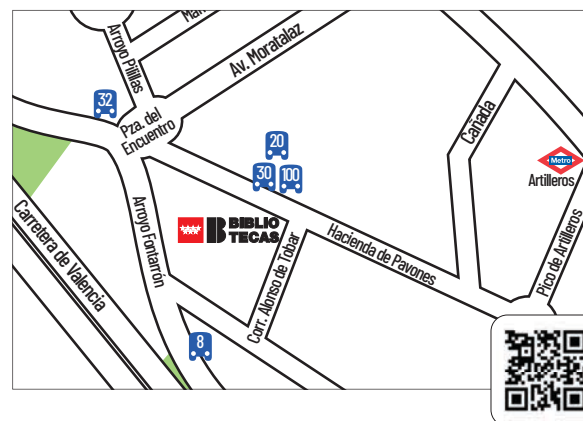 Arroyo Pilillas
Av. Moratalaz
32
Pza. del
Encuentro
20
30
100
Cañada
Metro
Artilleros
Carretera de Valencia
Arroyo Fontarrón
BIBLIO
TECAS
Hacienda de Pavones
Corr. Alonso de Tobar
Pico de Artilleros
8